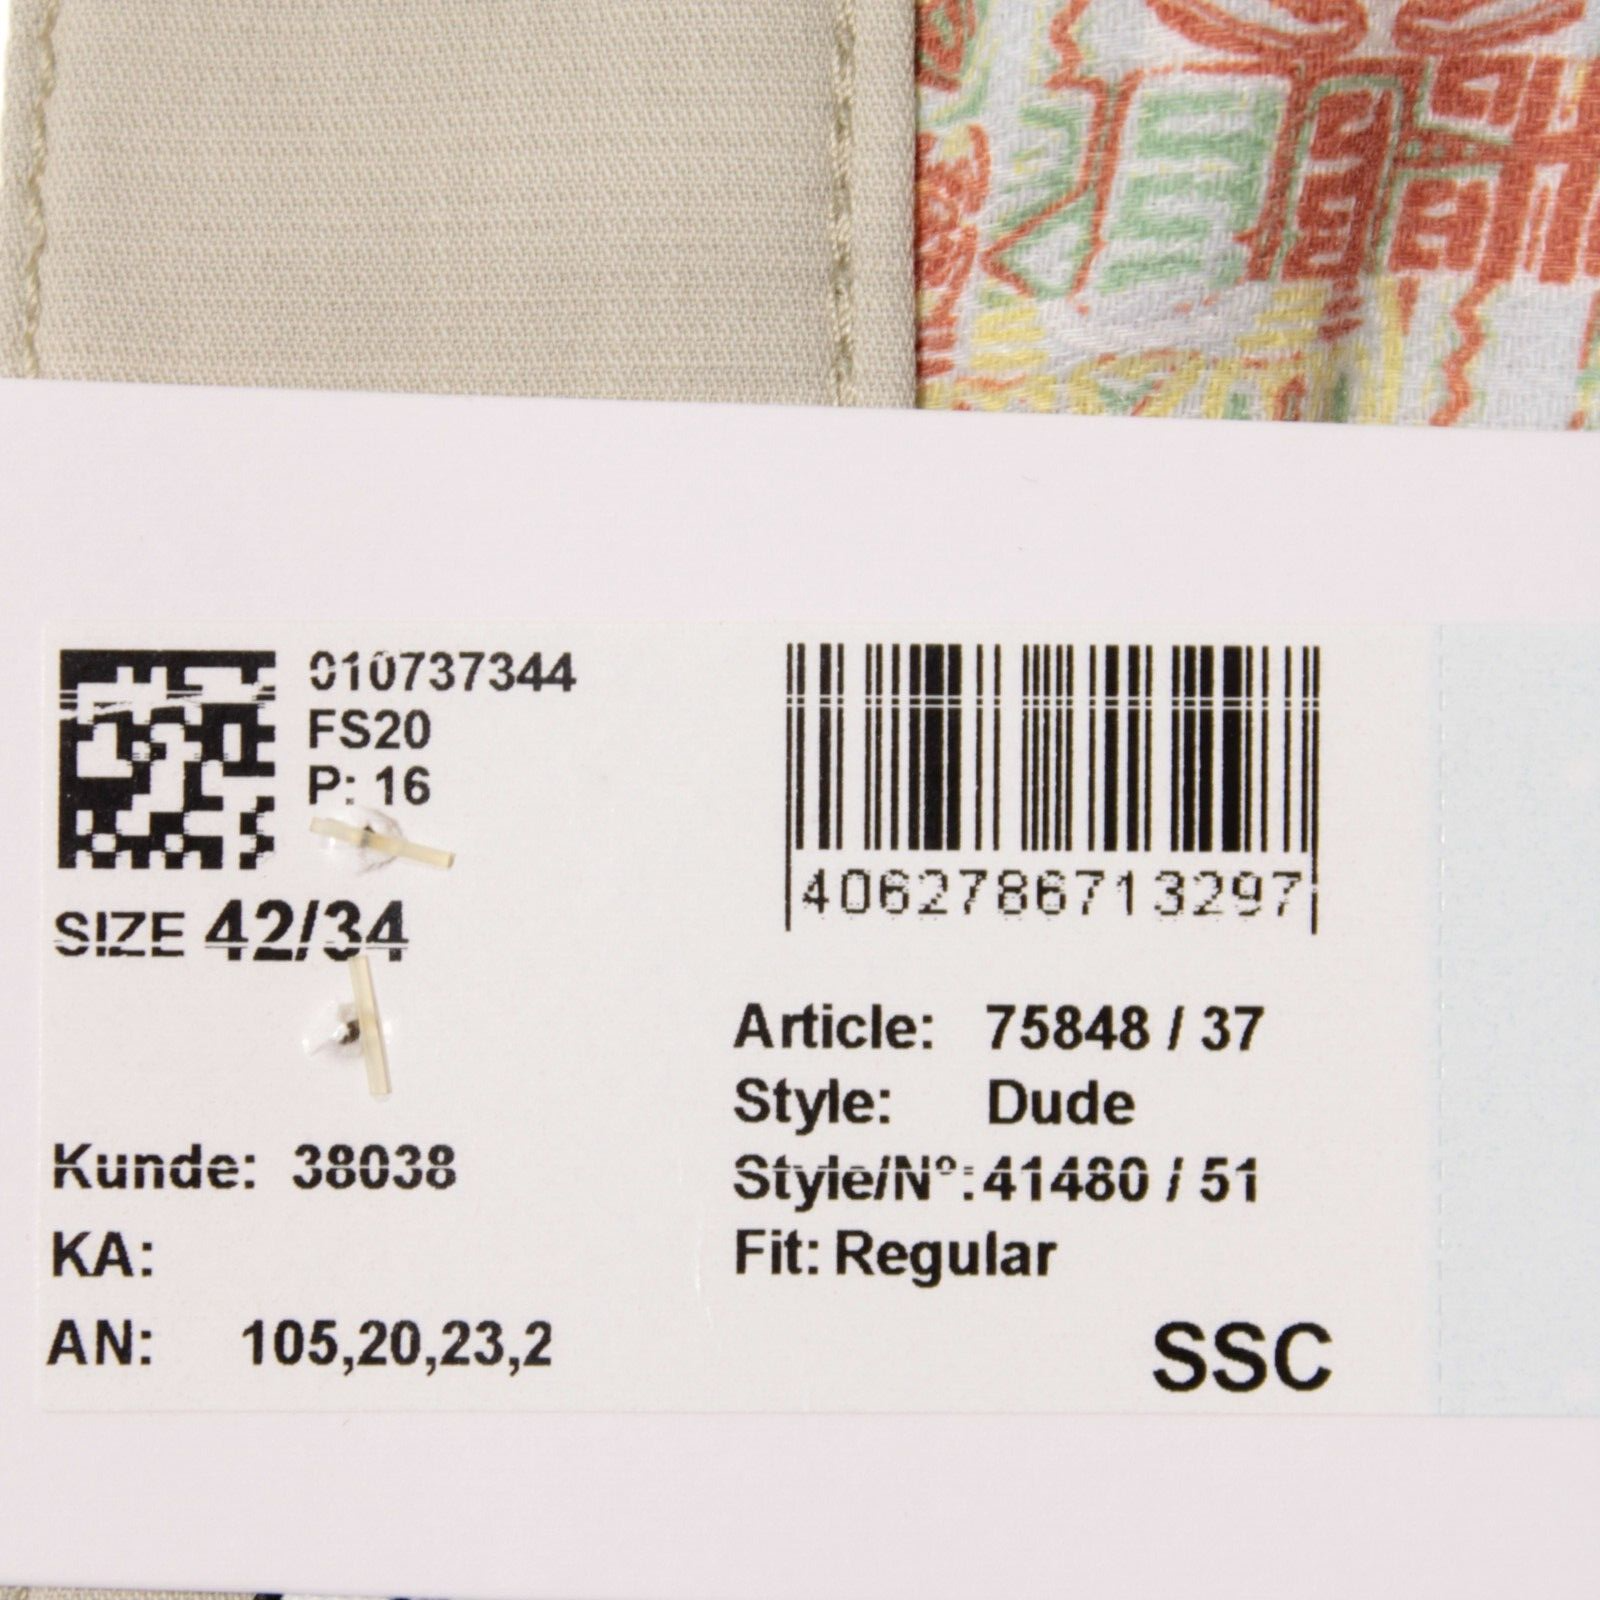 010737344
FS20
P: 16
SIZE 42/34
Kunde: 38038
KA:
AN: 105,20,23,2
4062786713297
Article: 75848 / 37
Style: Dude
Style/N°: 41480 / 51
Fit: Regular
SSC